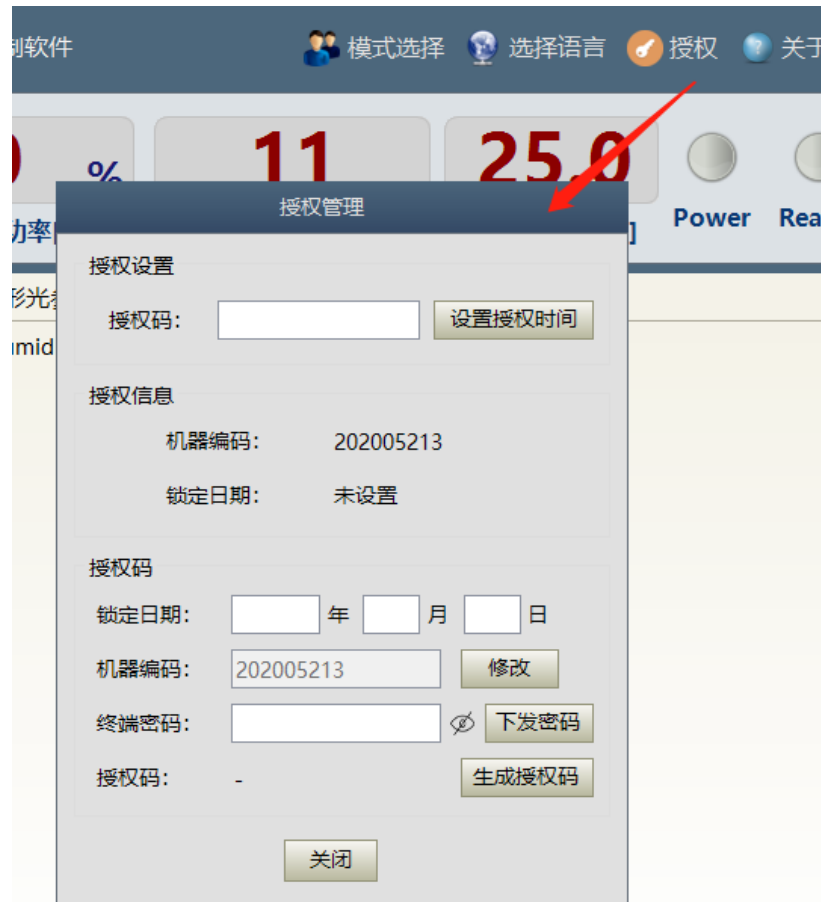 制软件 模式选择 选择语言 授权 关于
% 11 25.0
功率[ ] Power Rea
授权管理
授权设置
授权码: 设置授权时间
umid
授权信息
机器编码: 202005213
锁定日期: 未设置
授权码
锁定日期: 年 月 日
机器编码: 202005213 修改
终端密码: 下发密码
授权码: - 生成授权码
关闭